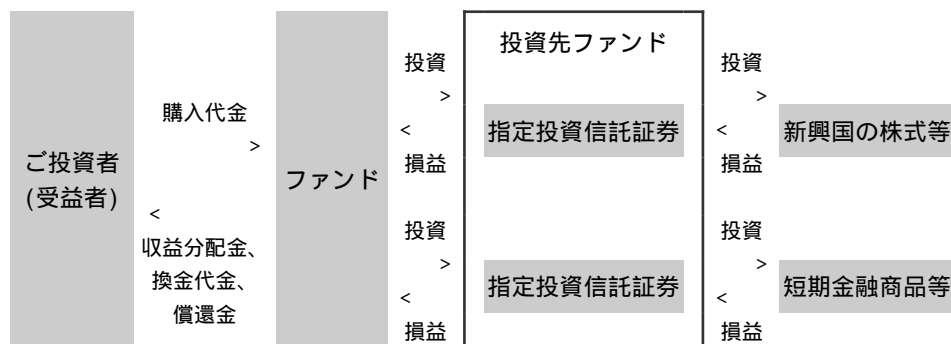 ご投資者
(受益者)
購入代金
>
<
収益分配金、
換金代金、
償還金
ファンド
投資
>
<
損益
投資
>
<
損益
投資先ファンド
指定投資信託証券
指定投資信託証券
投資
>
<
損益
投資
>
<
損益
新興国の株式等
短期金融商品等